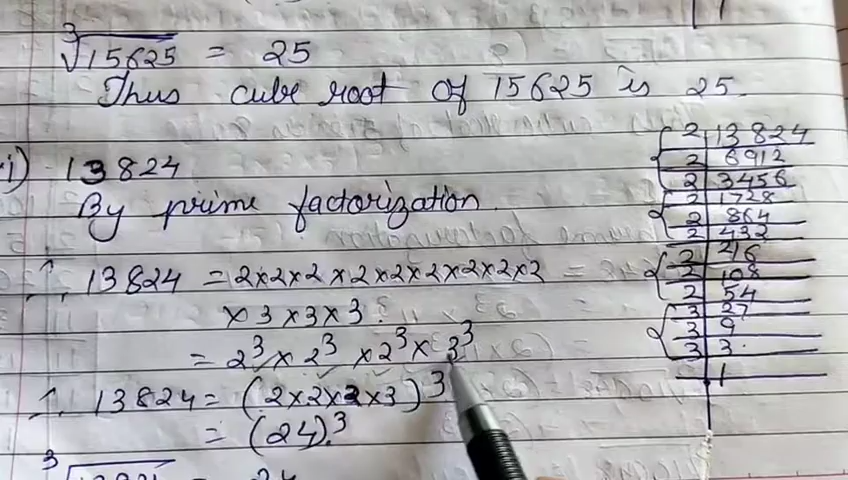 ∛15625 = 25
Thus cube root of 15625 is 25.
i) 13824
By prime factorization
∴ 13824 = 2×2×2×2×2×2×2×2×2
×3×3×3
= 2³×2³×2³×3³
∴ 13824 = (2×2×2×3)³
= (24)³
2 13824
2 6912
2 3456
2 1728
2 864
2 432
2 216
2 108
2 54
3 27
3 9
3 3
1